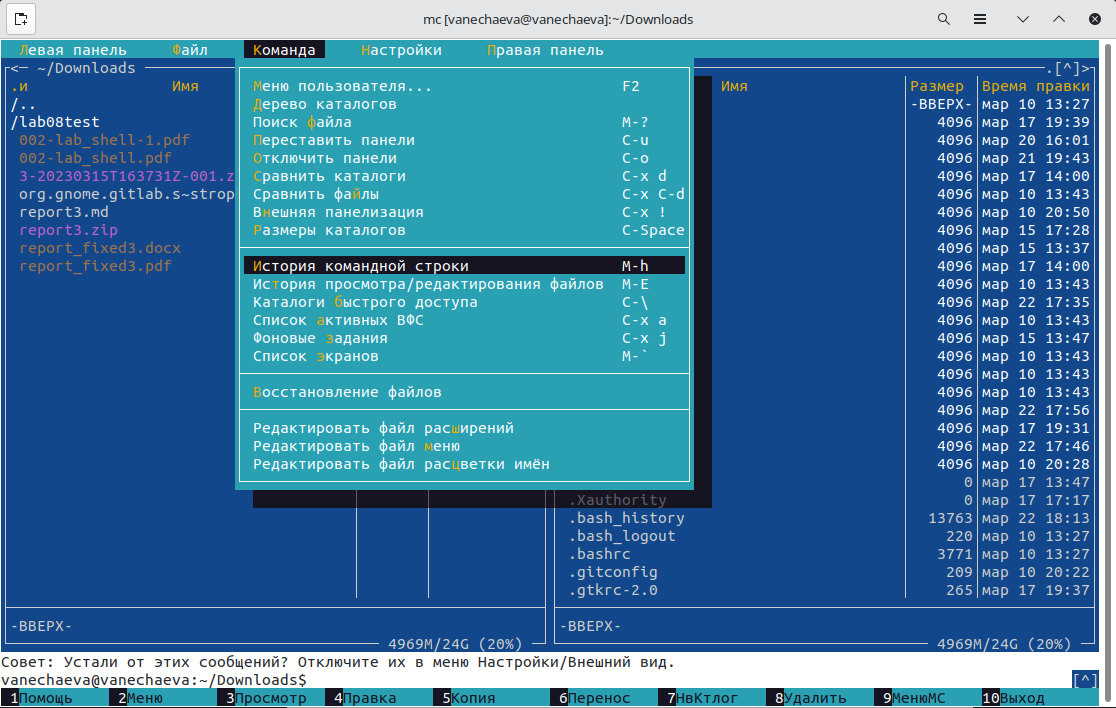 mc [vanechaeva@vanechaeva]:~/Downloads
Левая панель Файл Команда Настройки Правая панель
<─ ~/Downloads .[^]>
.и Имя Имя Размер Время правки
/.. Меню пользователя... F2 -ВВЕРХ- мар 10 13:27
/lab08test Дерево каталогов 4096 мар 17 19:39
002-lab_shell-1.pdf Поиск файла M-? 4096 мар 20 16:01
002-lab_shell.pdf Переставить панели C-u 4096 мар 21 19:43
3-20230315T163731Z-001.z Отключить панели C-o 4096 мар 17 14:00
org.gnome.gitlab.s~strop Сравнить каталоги C-x d 4096 мар 10 13:43
report3.md Сравнить файлы C-x C-d 4096 мар 10 20:50
report3.zip Внешняя панелизация C-x ! 4096 мар 15 17:28
report_fixed3.docx Размеры каталогов C-Space 4096 мар 15 13:37
report_fixed3.pdf История командной строки M-h 4096 мар 17 14:00
История просмотра/редактирования файлов M-E 4096 мар 10 13:43
Каталоги быстрого доступа C-\ 4096 мар 22 17:35
Список активных ВФС C-x a 4096 мар 10 13:43
Фоновые задания C-x j 4096 мар 15 13:47
Список экранов M-` 4096 мар 10 13:43
4096 мар 10 13:43
Восстановление файлов 4096 мар 10 13:43
4096 мар 22 17:56
Редактировать файл расширений 4096 мар 17 19:31
Редактировать файл меню 4096 мар 22 17:46
Редактировать файл расцветки имён 4096 мар 10 20:28
0 мар 17 13:47
.Xauthority 0 мар 17 17:17
.bash_history 13763 мар 22 18:13
.bash_logout 220 мар 10 13:27
.bashrc 3771 мар 10 13:27
.gitconfig 209 мар 10 20:22
.gtkrc-2.0 265 мар 17 19:37
-ВВЕРХ- -ВВЕРХ-
4969M/24G (20%) 4969M/24G (20%)
Совет: Устали от этих сообщений? Отключите их в меню Настройки/Внешний вид.
vanechaeva@vanechaeva:~/Downloads$ [^]
1Помощь 2Меню 3Просмотр 4Правка 5Копия 6Перенос 7НвКтлог 8Удалить 9МенюMC 10Выход